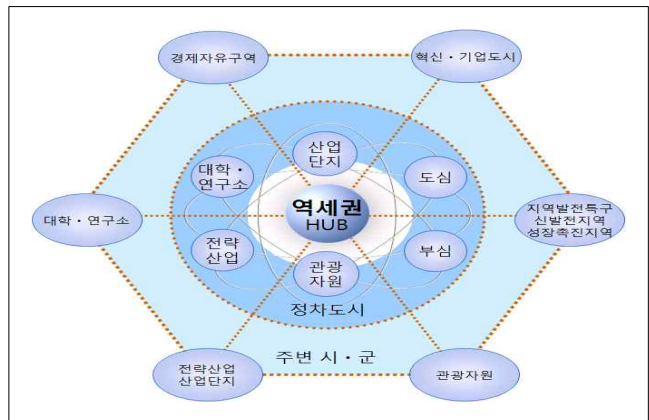 경제자유구역
혁신・기업도시
산업
단지
대학・
연구소
도심
대학・연구소
역세권
HUB
지역발전특구
신발전지역
성장촉진지역
전략
산업
부심
관광
자원
정차도시
주변 시・군
전략산업
산업단지
관광자원